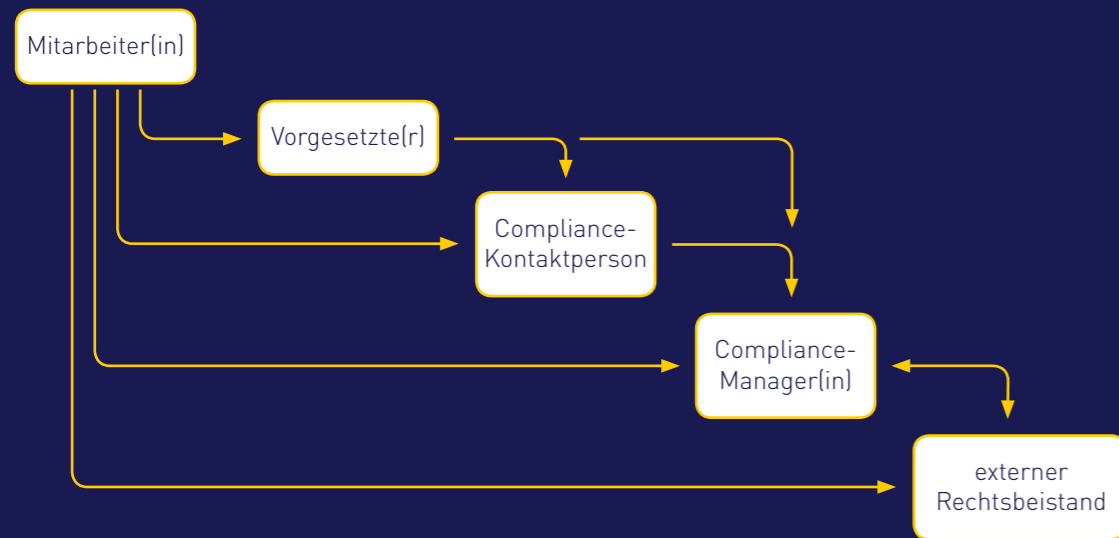 Mitarbeiter(in)
Vorgesetzte(r)
Compliance-
Kontaktperson
Compliance-
Manager(in)
externer
Rechtsbeistand